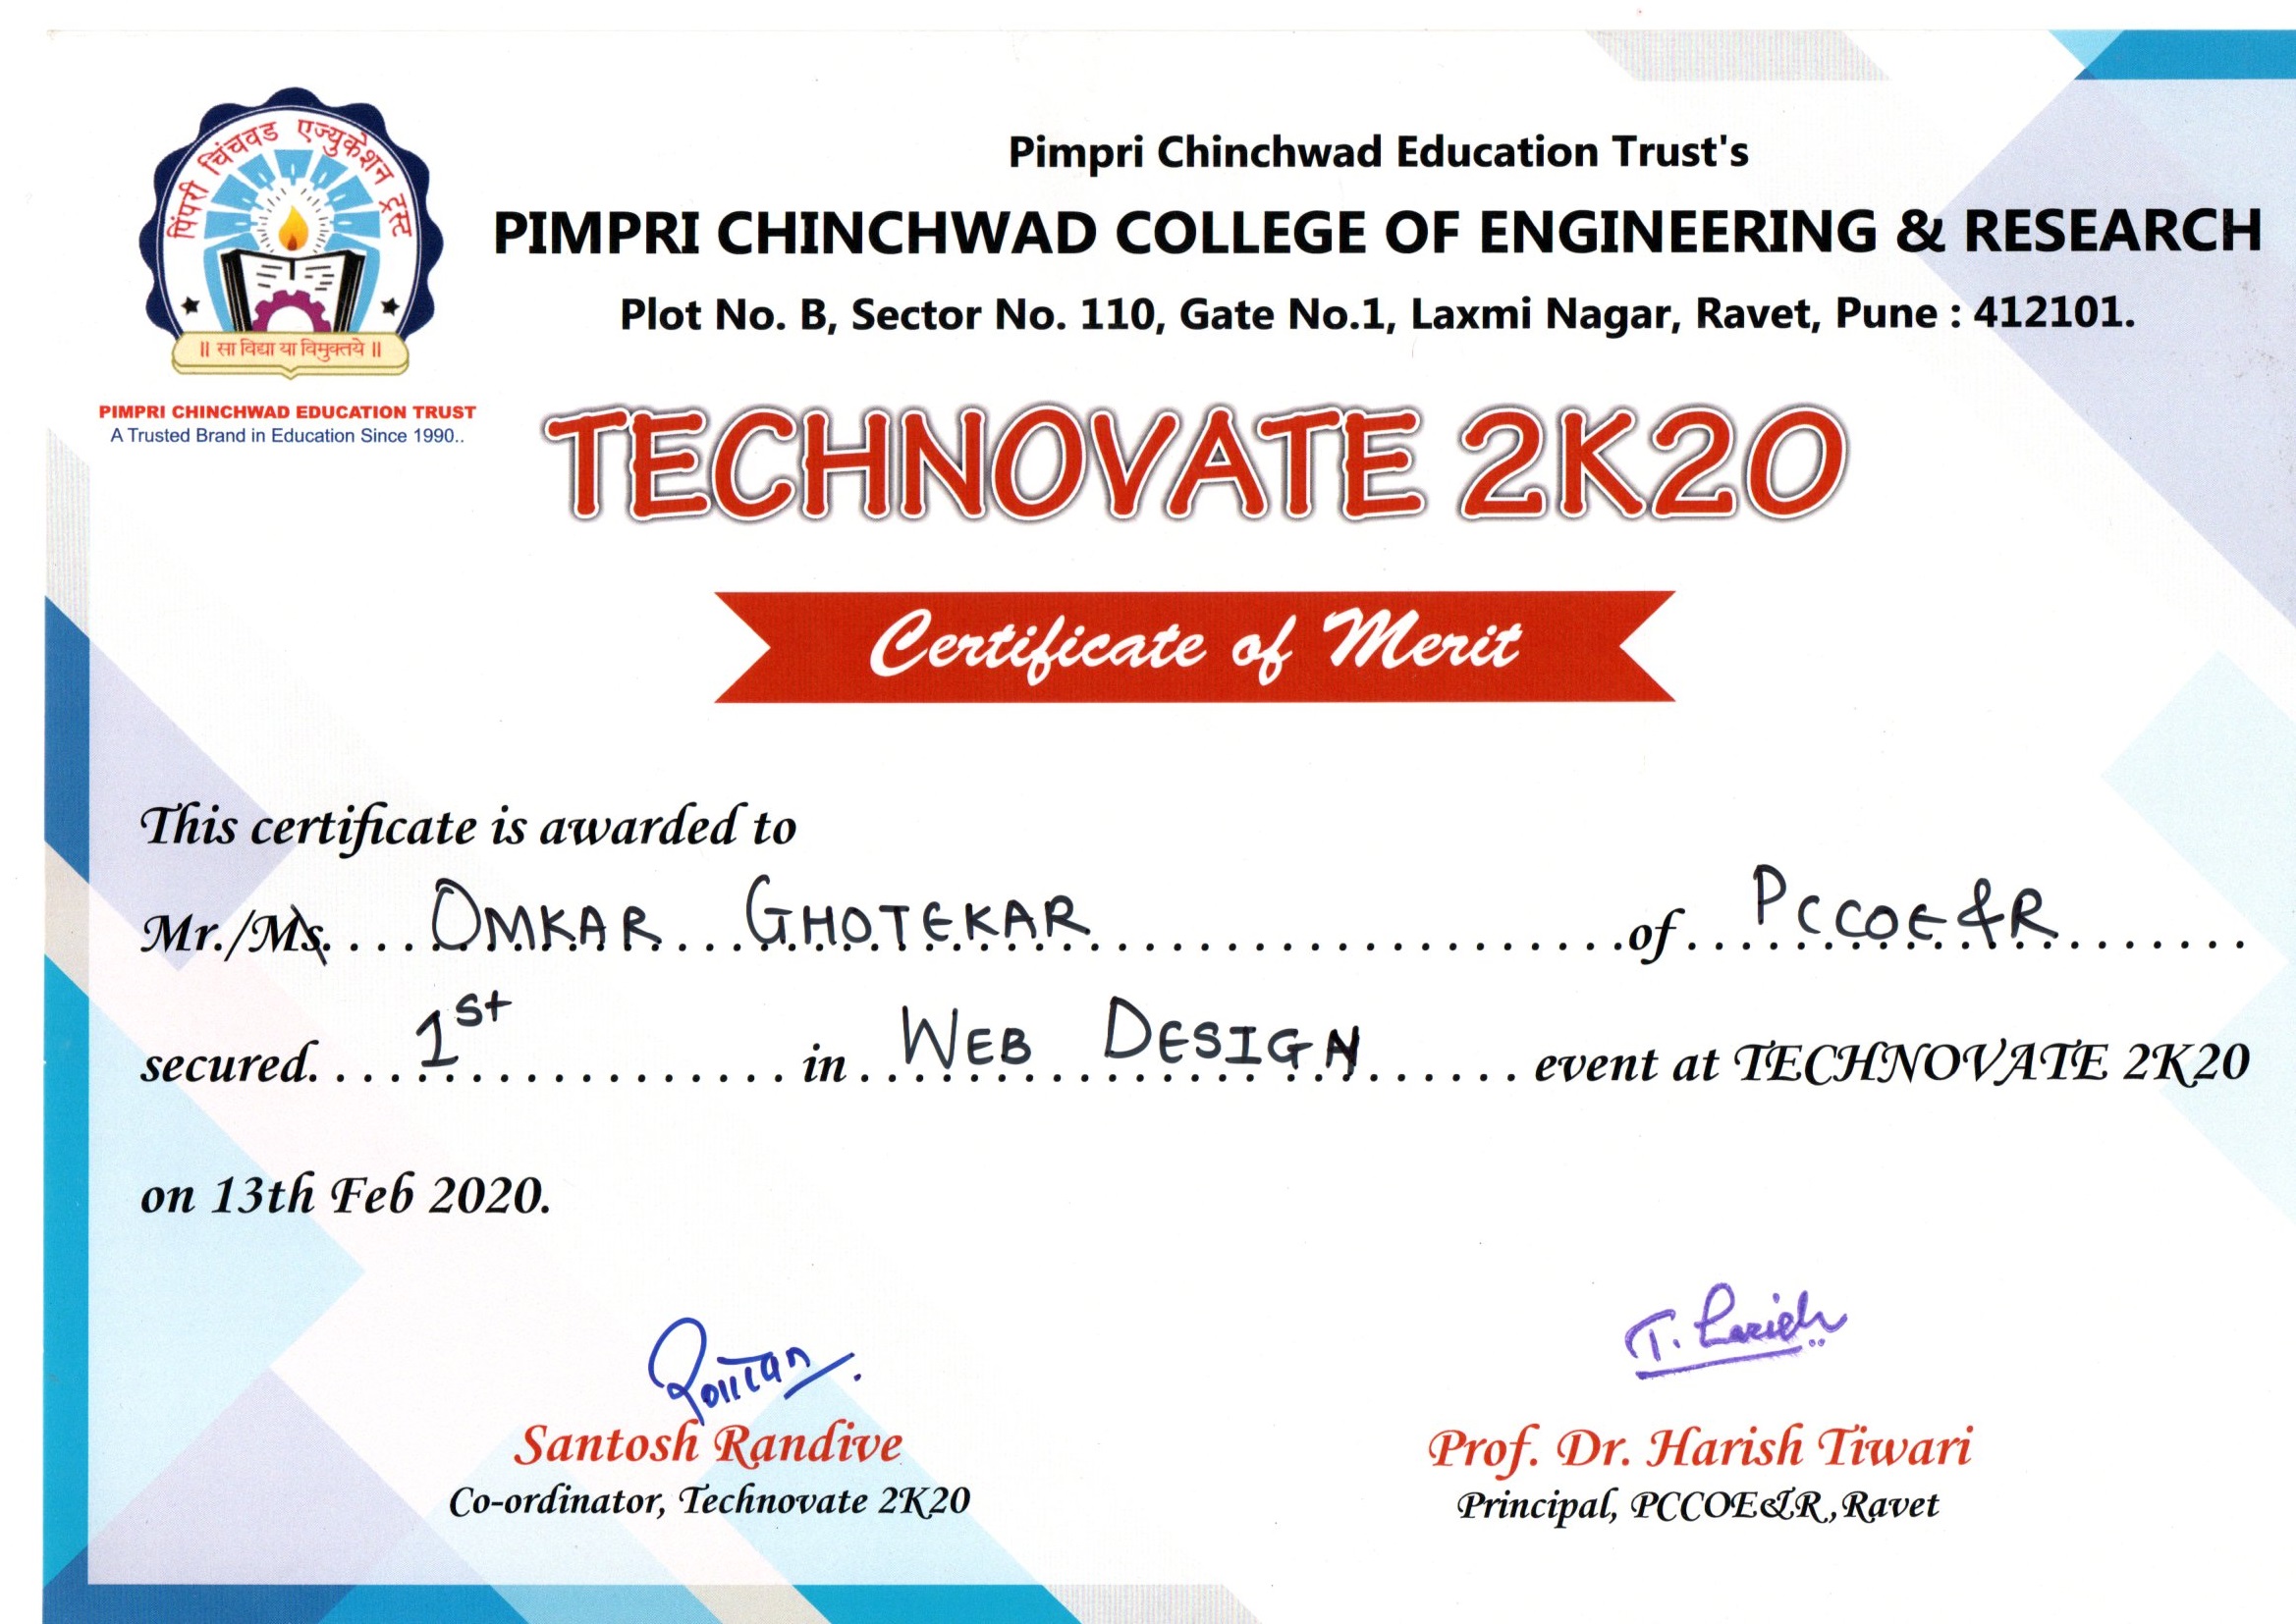 पिंपरी चिंचवड एज्युकेशन ट्रस्ट
॥ सा विद्या या विमुक्तये ॥
PIMPRI CHINCHWAD EDUCATION TRUST
A Trusted Brand in Education Since 1990..
Pimpri Chinchwad Education Trust's
PIMPRI CHINCHWAD COLLEGE OF ENGINEERING & RESEARCH
Plot No. B, Sector No. 110, Gate No.1, Laxmi Nagar, Ravet, Pune : 412101.
TECHNOVATE 2K20
Certificate of Merit
This certificate is awarded to
Mr./Ms. OMKAR GHOTEKAR of PCCOE&R
secured 1st in WEB DESIGN event at TECHNOVATE 2K20
on 13th Feb 2020.
T. Harish
Santosh Randive
Co-ordinator, Technovate 2K20
Prof. Dr. Harish Tiwari
Principal, PCCOE&R, Ravet